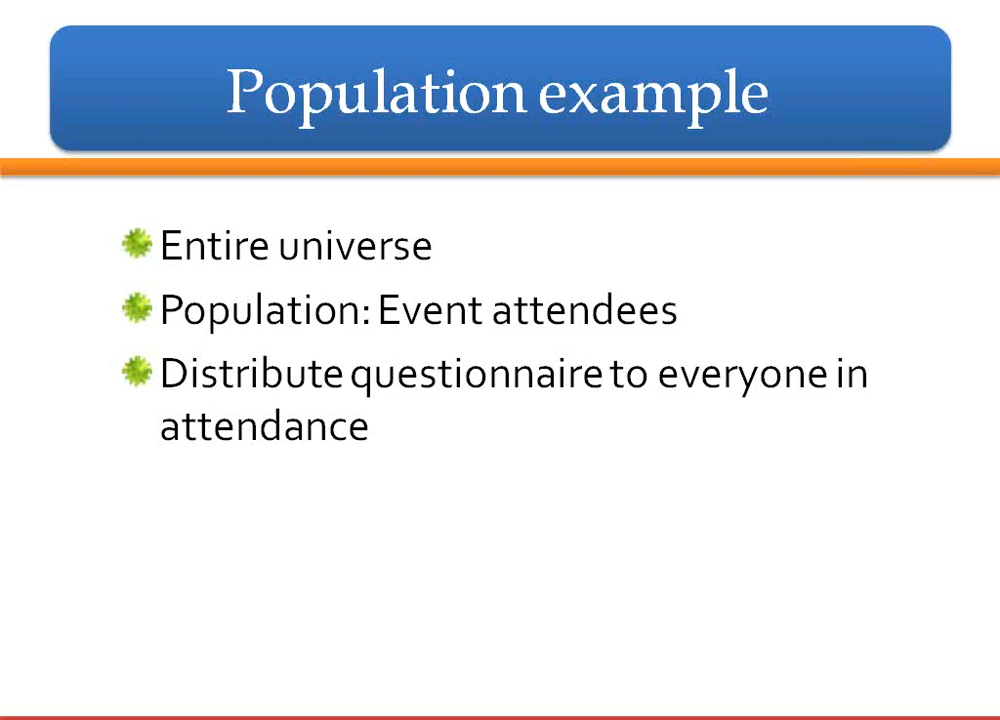 Population example
Entire universe
Population: Event attendees
Distribute questionnaire to everyone in
attendance